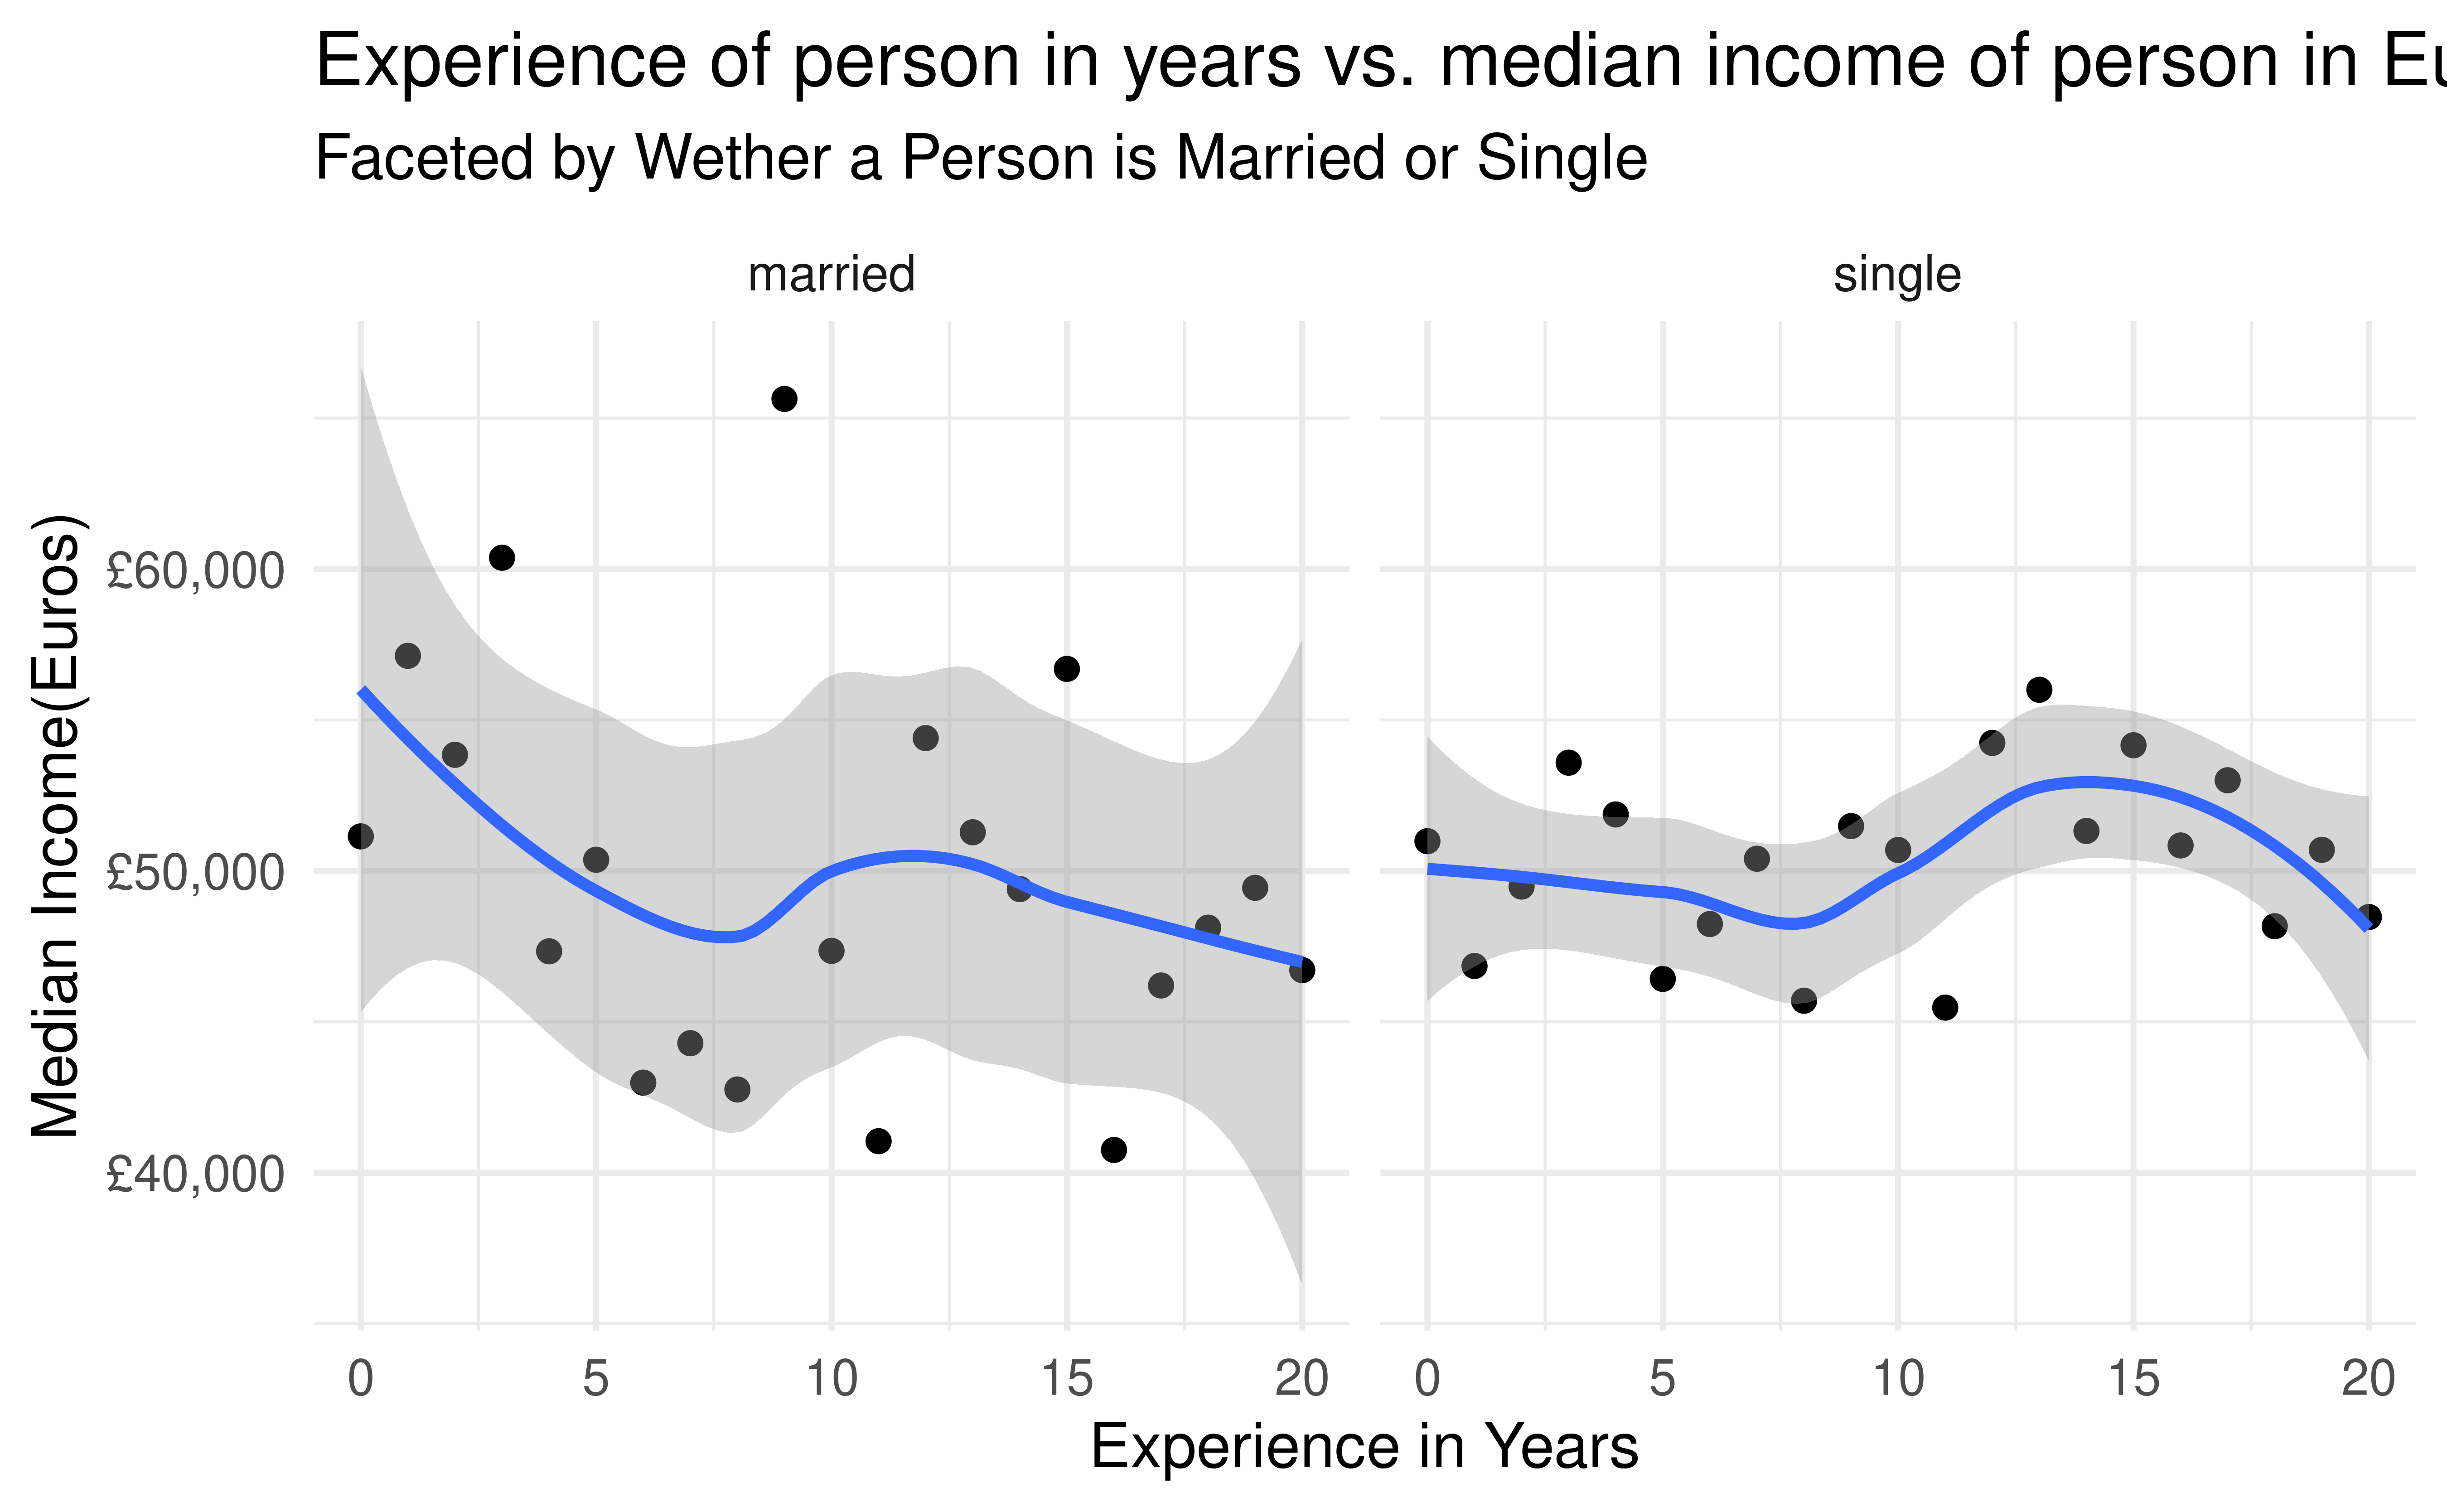 Experience of person in years vs. median income of person in Eu
Faceted by Wether a Person is Married or Single
married
single
Median Income(Euros)
£60,000
£50,000
£40,000
0 5 10 15 20
0 5 10 15 20
Experience in Years